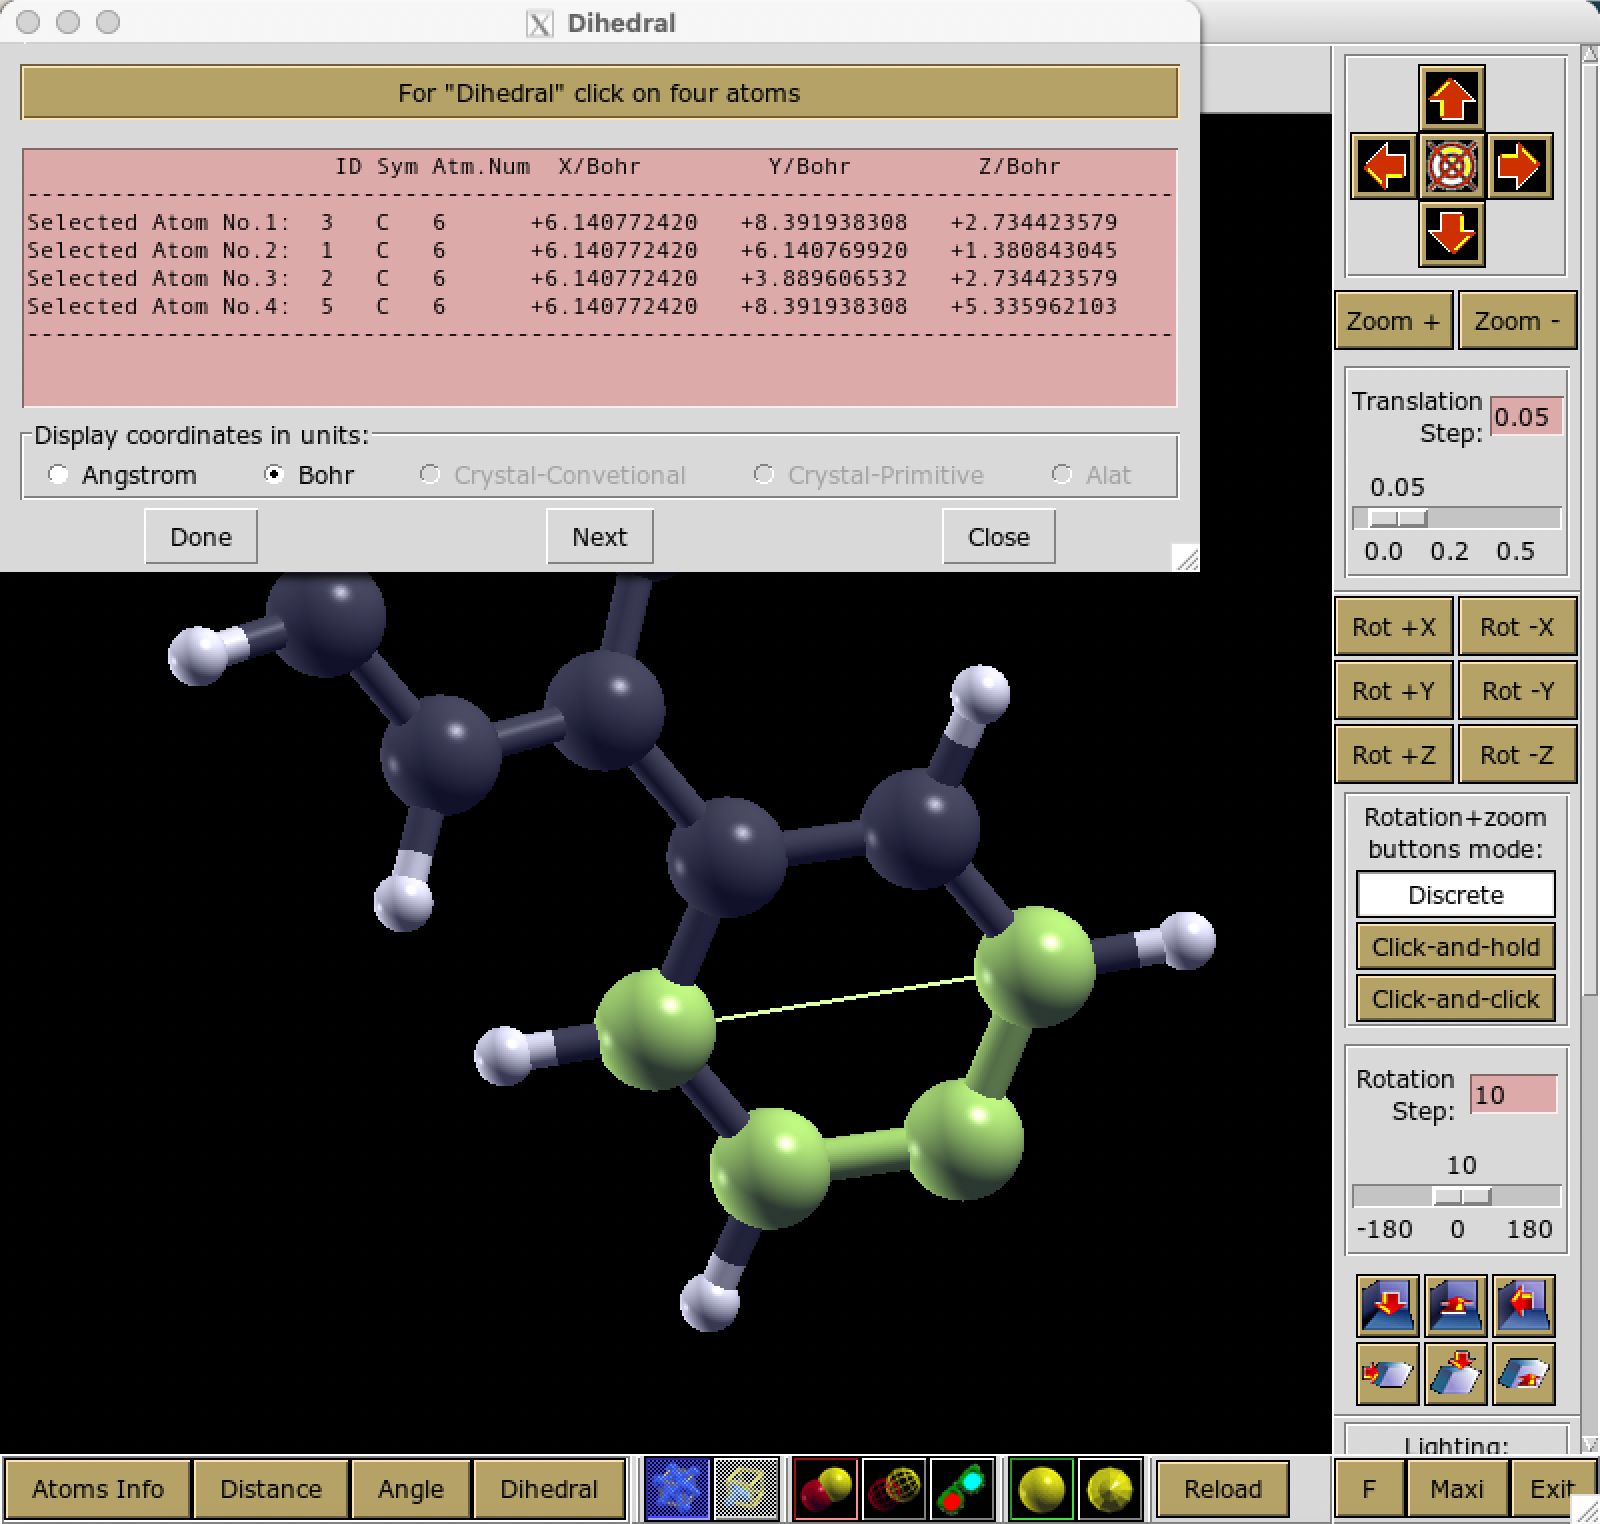 Dihedral
For "Dihedral" click on four atoms
ID Sym Atm.Num X/Bohr Y/Bohr Z/Bohr
Selected Atom No.1: 3 C 6 +6.140772420 +8.391938308 +2.734423579
Selected Atom No.2: 1 C 6 +6.140772420 +6.140769920 +1.380843045
Selected Atom No.3: 2 C 6 +6.140772420 +3.889606532 +2.734423579
Selected Atom No.4: 5 C 6 +6.140772420 +8.391938308 +5.335962103
Display coordinates in units:
Angstrom Bohr Crystal-Convetional Crystal-Primitive Alat
Done Next Close
Zoom + Zoom -
Translation
Step: 0.05
0.05
0.0 0.2 0.5
Rot +X Rot -X
Rot +Y Rot -Y
Rot +Z Rot -Z
Rotation+zoom
buttons mode:
Discrete
Click-and-hold
Click-and-click
Rotation
Step: 10
10
-180 0 180
Lighting:
Atoms Info Distance Angle Dihedral Reload F Maxi Exit